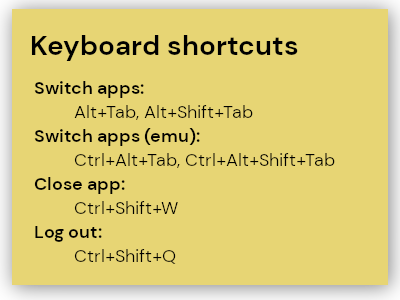 Keyboard shortcuts
Switch apps:
Alt+Tab, Alt+Shift+Tab
Switch apps (emu):
Ctrl+Alt+Tab, Ctrl+Alt+Shift+Tab
Close app:
Ctrl+Shift+W
Log out:
Ctrl+Shift+Q